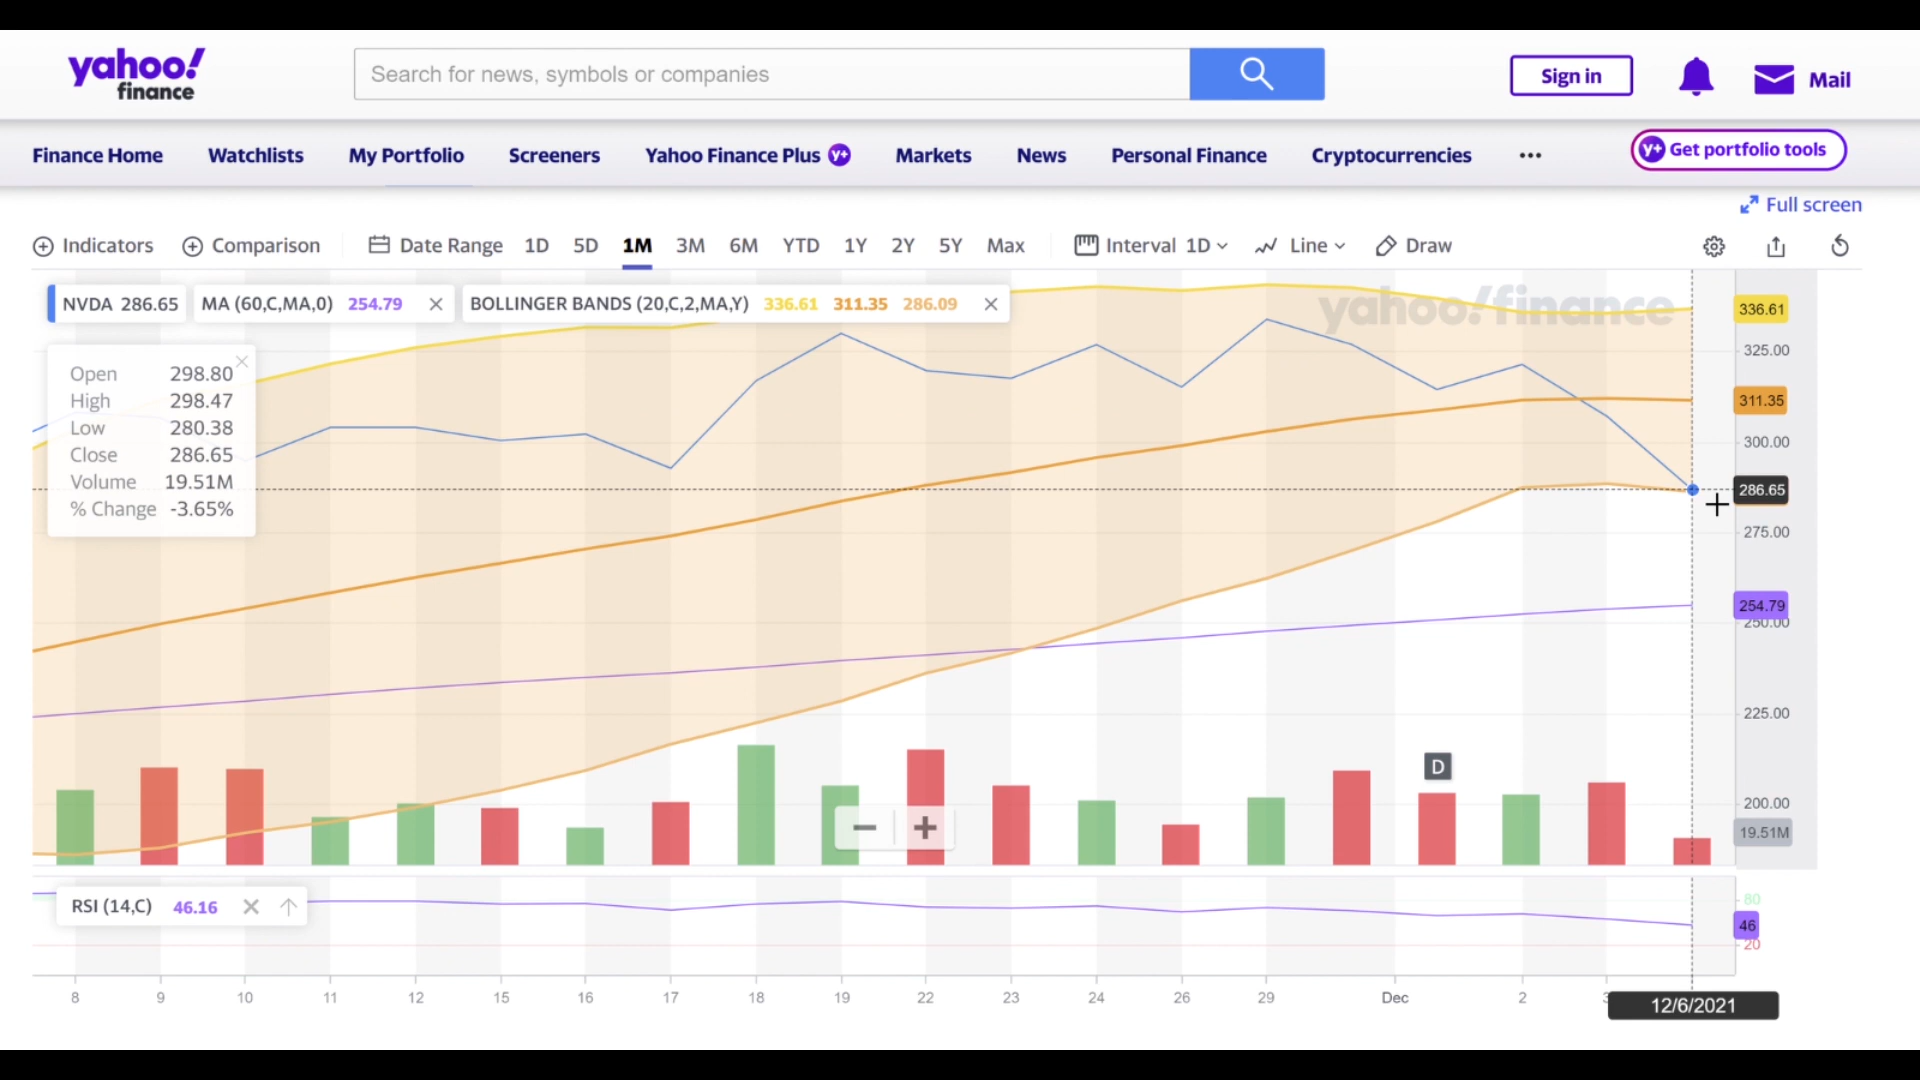 yahoo!
finance
Search for news, symbols or companies
Sign in
Mail
Finance Home Watchlists My Portfolio Screeners Yahoo Finance Plus y+ Markets News Personal Finance Cryptocurrencies ••• y+ Get portfolio tools
Full screen
Indicators Comparison Date Range 1D 5D 1M 3M 6M YTD 1Y 2Y 5Y Max Interval 1D Line Draw
NVDA 286.65 MA (60,C,MA,0) 254.79 BOLLINGER BANDS (20,C,2,MA,Y) 336.61 311.35 286.09
yahoo!finance
336.61
325.00
Open 298.80
High 298.47
Low 280.38
Close 286.65
Volume 19.51M
% Change -3.65%
311.35
300.00
286.65
275.00
254.79
250.00
225.00
D
200.00
19.51M
RSI (14,C) 46.16
80
46
20
8 9 10 11 12 15 16 17 18 19 22 23 24 26 29 Dec 2
12/6/2021